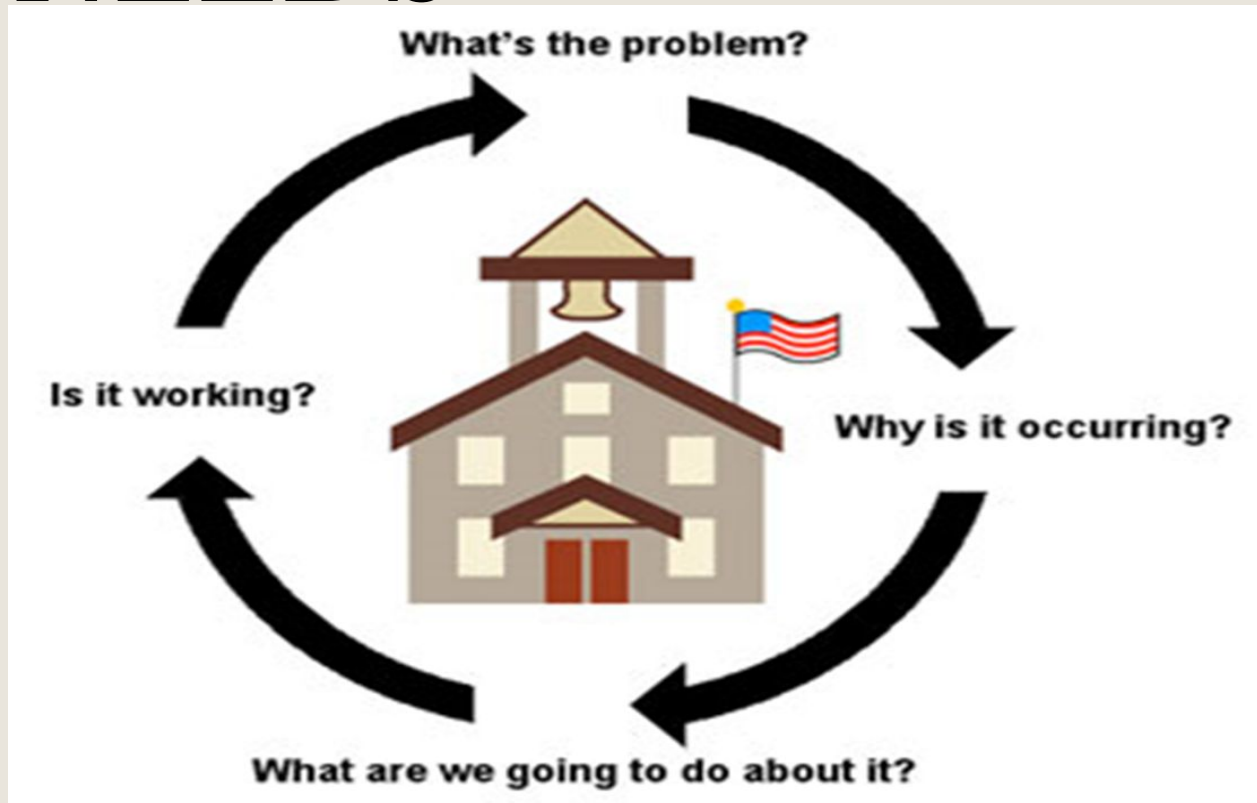 What's the problem?
Why is it occurring?
What are we going to do about it?
Is it working?